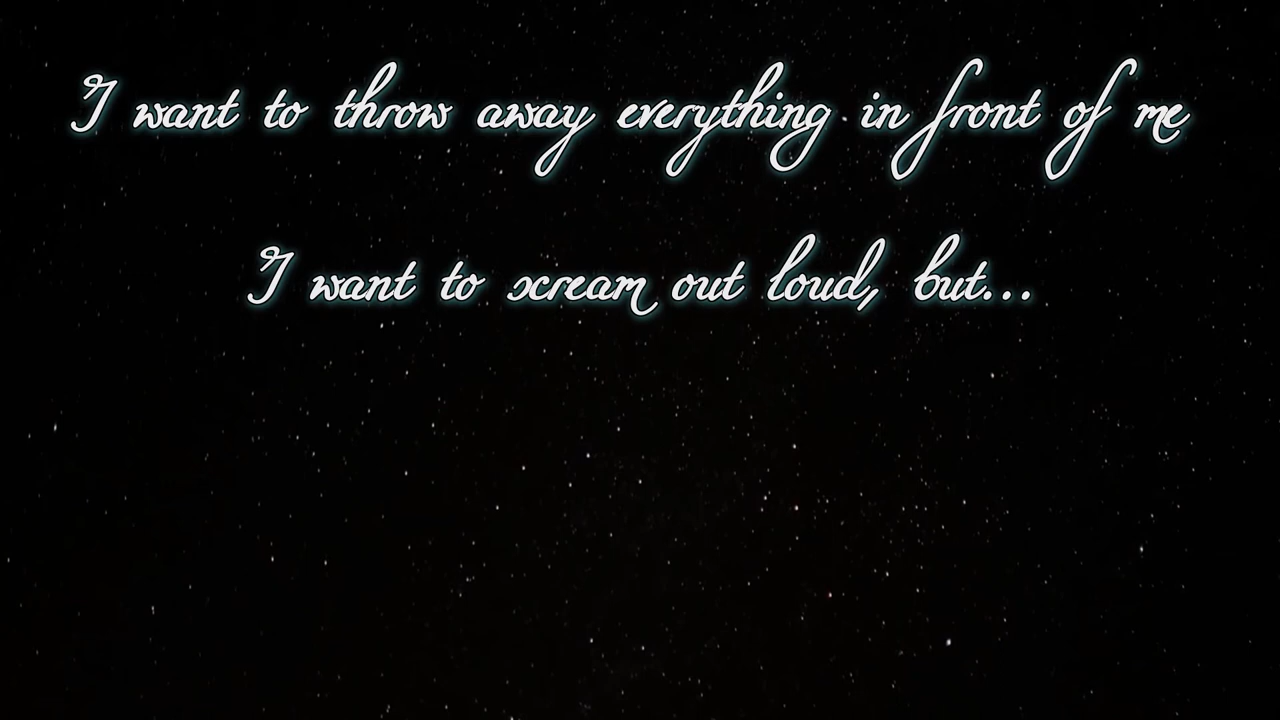 I want to throw away everything in front of me
I want to scream out loud, but...